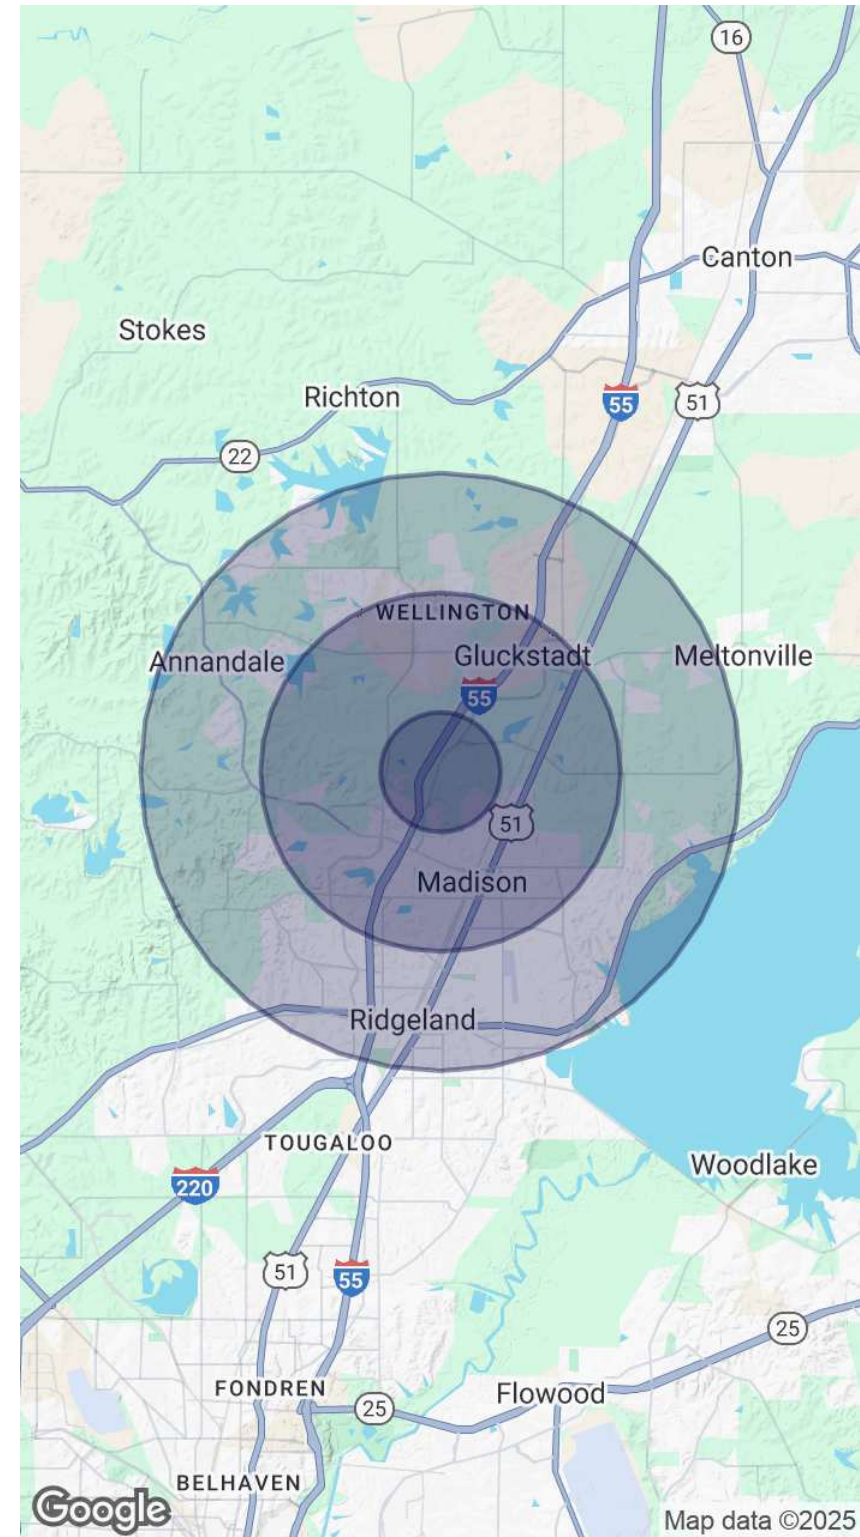 16
Canton
Stokes
Richton
55
51
22
WELLINGTON
Gluckstadt
Meltonville
Annandale
55
51
Madison
Ridgeland
TOUGALOO
Woodlake
220
51
55
25
FONDREN
Flowood
25
BELHAVEN
Google
Map data ©2025